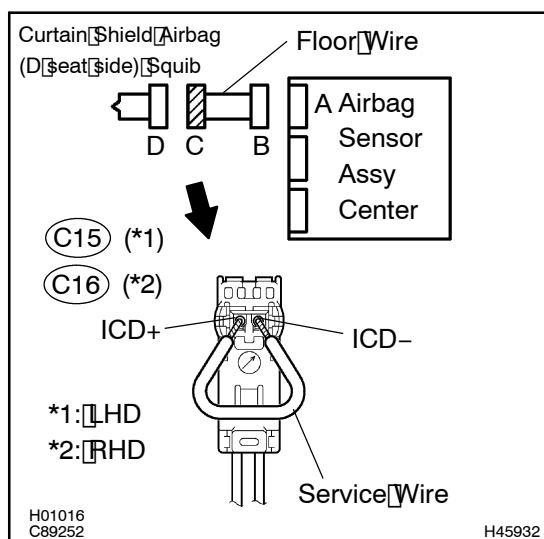 Curtain Shield Airbag
(D seat side) Squib
Floor Wire
A Airbag
Sensor
Assy
Center
D C B
C15 (*1)
C16 (*2)
ICD+
ICD−
*1: LHD
*2: RHD
Service Wire
H01016
C89252
H45932